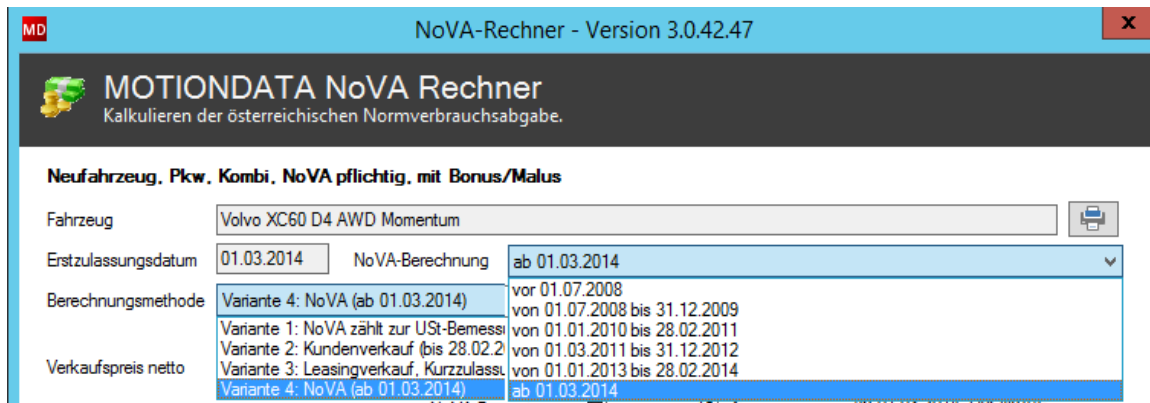 MD NoVA-Rechner - Version 3.0.42.47 x
MOTIONDATA NoVA Rechner
Kalkulieren der österreichischen Normverbrauchsabgabe.
Neufahrzeug, Pkw, Kombi, NoVA pflichtig, mit Bonus/Malus
Fahrzeug Volvo XC60 D4 AWD Momentum
Erstzulassungsdatum 01.03.2014 NoVA-Berechnung ab 01.03.2014
Berechnungsmethode Variante 4: NoVA (ab 01.03.2014)
vor 01.07.2008
von 01.07.2008 bis 31.12.2009
von 01.01.2010 bis 28.02.2011
von 01.03.2011 bis 31.12.2012
von 01.01.2013 bis 28.02.2014
ab 01.03.2014
Variante 1: NoVA zählt zur USt-Bemess
Variante 2: Kundenverkauf (bis 28.02.2
Variante 3: Leasingverkauf, Kurzzulass
Variante 4: NoVA (ab 01.03.2014)
Verkaufspreis netto